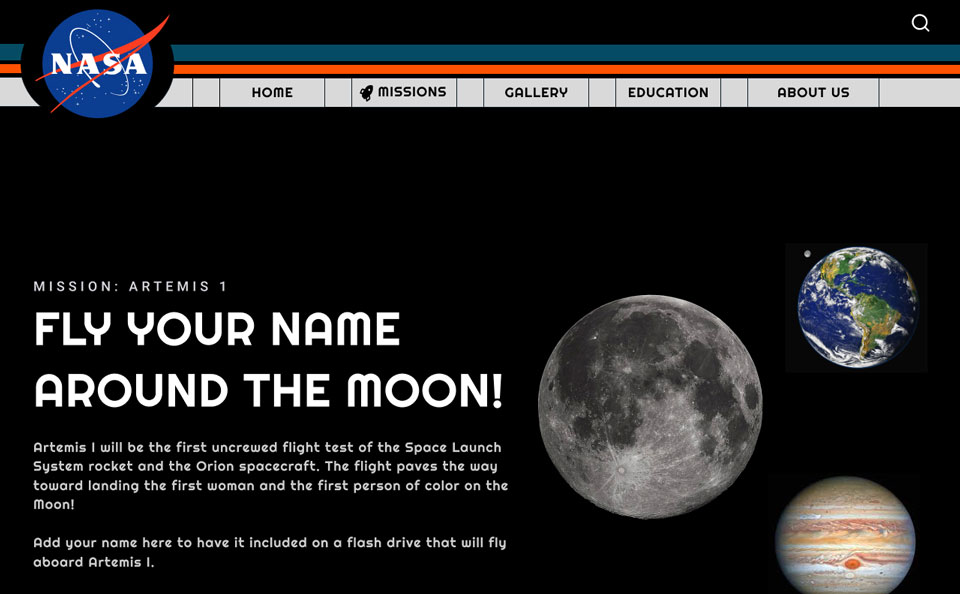 NASA
HOME
MISSIONS
GALLERY
EDUCATION
ABOUT US
MISSION: ARTEMIS 1
FLY YOUR NAME
AROUND THE MOON!
Artemis I will be the first uncrewed flight test of the Space Launch
System rocket and the Orion spacecraft. The flight paves the way
toward landing the first woman and the first person of color on the
Moon!
Add your name here to have it included on a flash drive that will fly
aboard Artemis I.